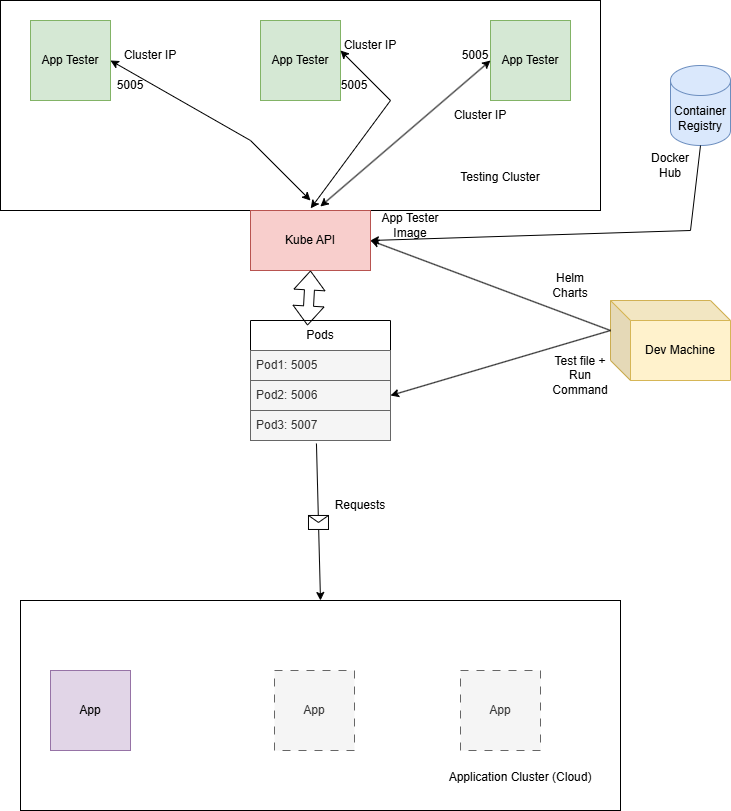 App Tester
Cluster IP
5005
App Tester
Cluster IP
5005
App Tester
5005
Cluster IP
Testing Cluster
Container
Registry
Docker
Hub
App Tester
Image
Kube API
Helm
Charts
Dev Machine
Test file +
Run
Command
Pods
Pod1: 5005
Pod2: 5006
Pod3: 5007
Requests
App
App
App
Application Cluster (Cloud)